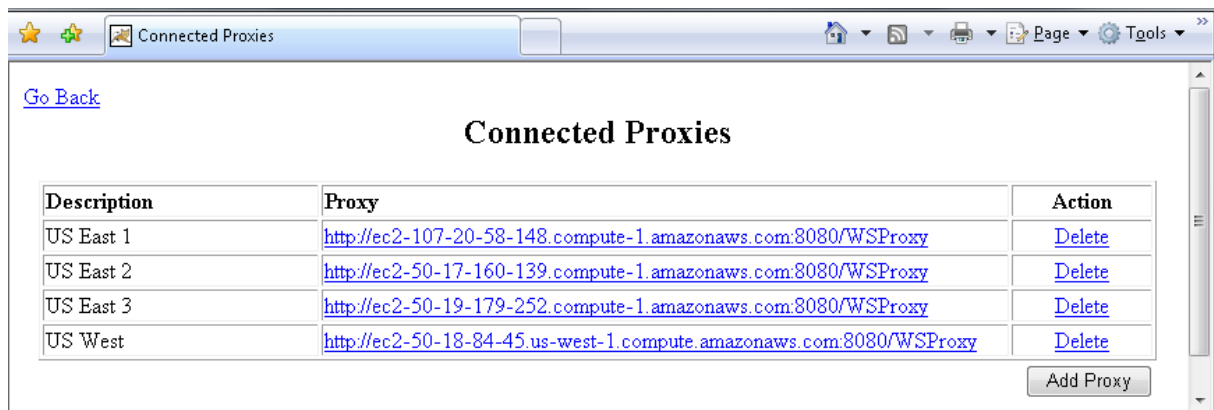 Connected Proxies
Page Tools »
Go Back
Connected Proxies
Description Proxy Action
US East 1 http://ec2-107-20-58-148.compute-1.amazonaws.com:8080/WSProxy Delete
US East 2 http://ec2-50-17-160-139.compute-1.amazonaws.com:8080/WSProxy Delete
US East 3 http://ec2-50-19-179-252.compute-1.amazonaws.com:8080/WSProxy Delete
US West http://ec2-50-18-84-45.us-west-1.compute.amazonaws.com:8080/WSProxy Delete
Add Proxy